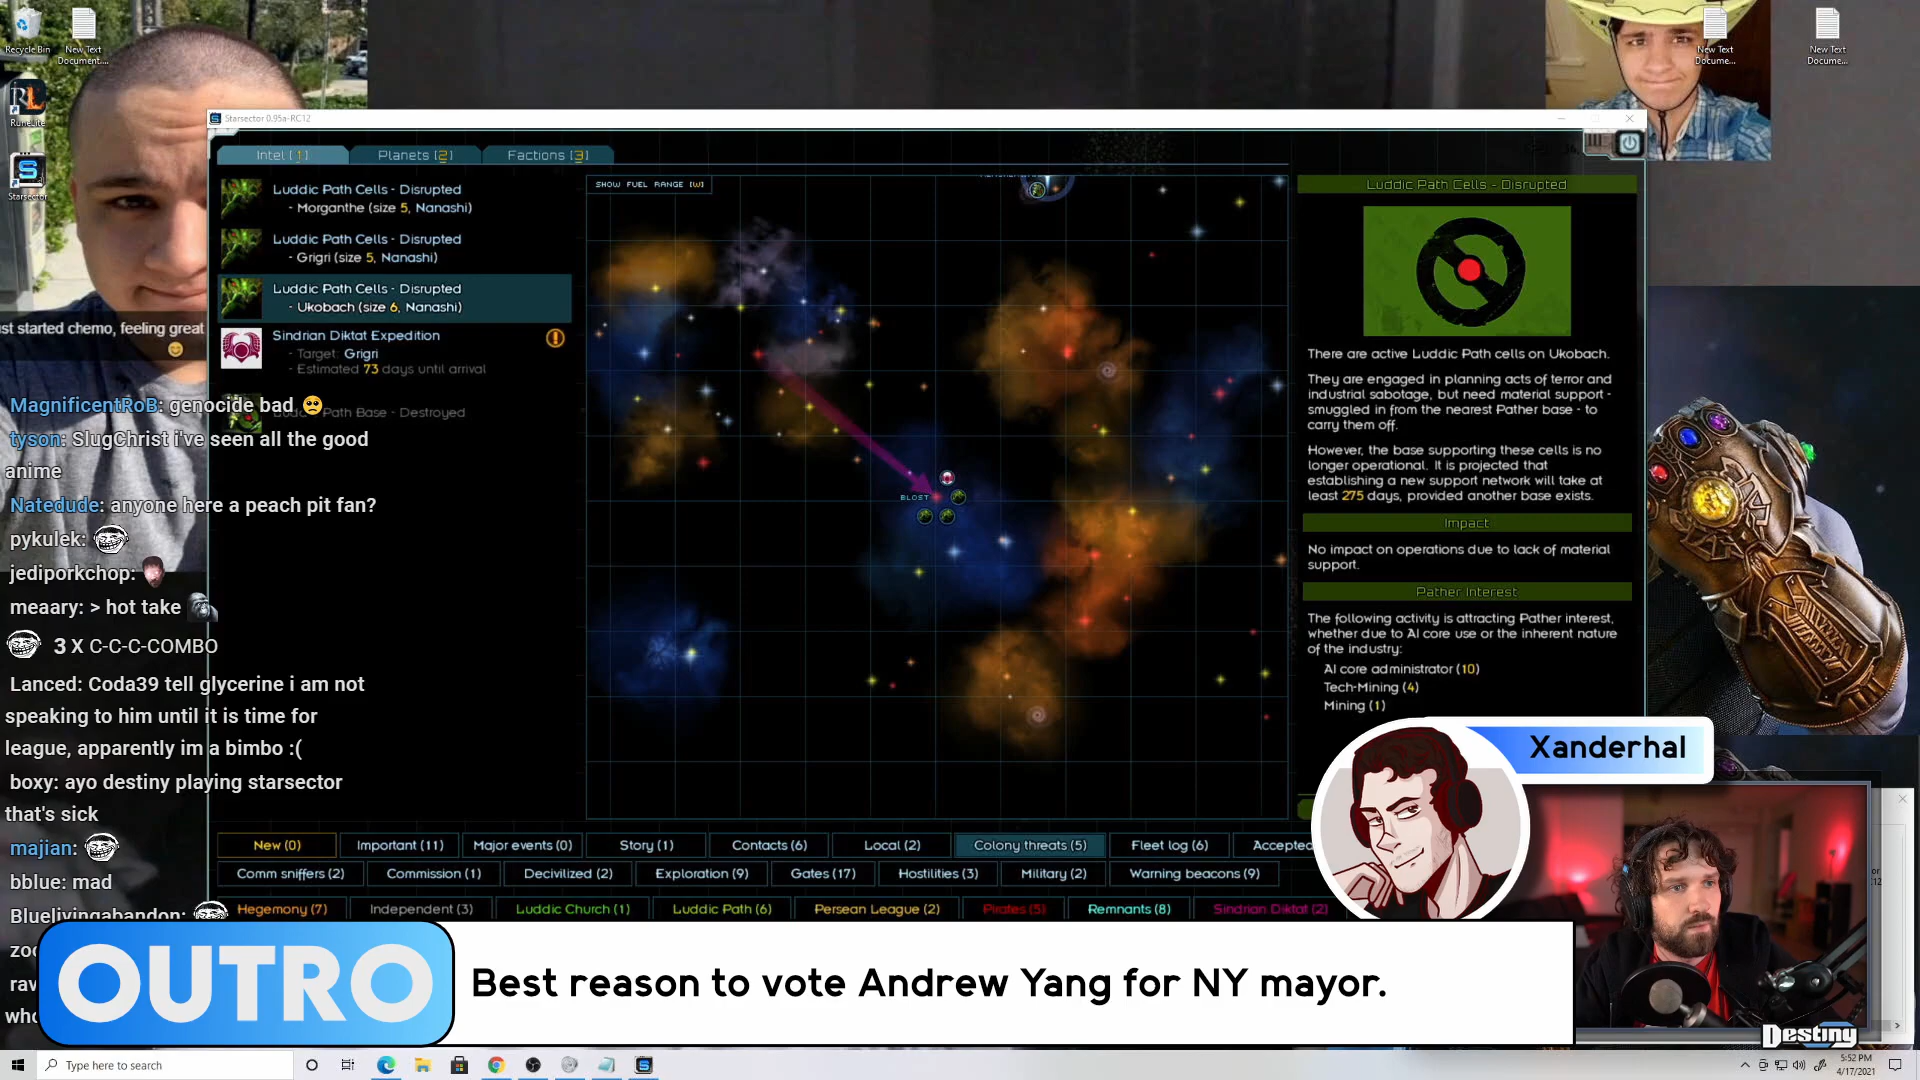 Recycle Bin
New Text
Document....
RuneLite
Starsector
New Text
Docume...
New Text
Docume...
Starsector 0.95a-RC12
Intel [1]
Planets [2]
Factions [3]
Luddic Path Cells - Disrupted
- Morganthe (size 5, Nanashi)
Luddic Path Cells - Disrupted
- Grigri (size 5, Nanashi)
Luddic Path Cells - Disrupted
- Ukobach (size 6, Nanashi)
Sindrian Diktat Expedition
- Target: Grigri
- Estimated 73 days until arrival
Path Base - Destroyed
SHOW FUEL RANGE [W]
BLOST
Luddic Path Cells - Disrupted
There are active Luddic Path cells on Ukobach.
They are engaged in planning acts of terror and
industrial sabotage, but need material support -
smuggled in from the nearest Pather base - to
carry them off.
However, the base supporting these cells is no
longer operational. It is projected that
establishing a new support network will take at
least 275 days, provided another base exists.
Impact
No impact on operations due to lack of material
support.
Pather Interest
The following activity is attracting Pather interest,
whether due to AI core use or the inherent nature
of the industry:
AI core administrator (10)
Tech-Mining (4)
Mining (1)
st started chemo, feeling great
MagnificentRoB: genocide bad
tyson: SlugChrist i've seen all the good
anime
Natedude: anyone here a peach pit fan?
pykulek:
jediporkchop:
meaary: > hot take
3 X C-C-C-COMBO
Lanced: Coda39 tell glycerine i am not
speaking to him until it is time for
league, apparently im a bimbo :(
boxy: ayo destiny playing starsector
that's sick
majian:
bblue: mad
Bluelivingabandon:
zoc
rav
who
New (0)
Important (11)
Major events (0)
Story (1)
Contacts (6)
Local (2)
Colony threats (5)
Fleet log (6)
Accepted
Comm sniffers (2)
Commission (1)
Decivilized (2)
Exploration (9)
Gates (17)
Hostilities (3)
Military (2)
Warning beacons (9)
Hegemony (7)
Independent (3)
Luddic Church (1)
Luddic Path (6)
Persean League (2)
Pirates (5)
Remnants (8)
Sindrian Diktat (2)
Xanderhal
OUTRO
Best reason to vote Andrew Yang for NY mayor.
Destiny
Type here to search
5:52 PM
4/17/2021